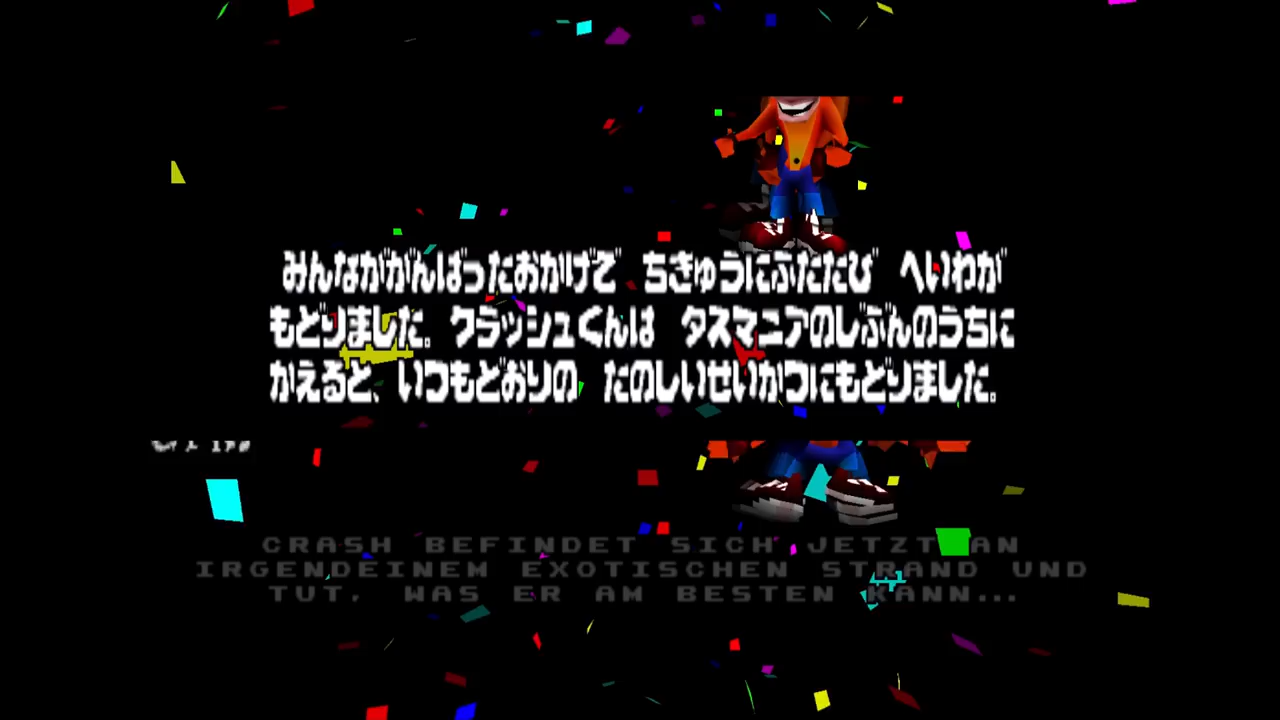 みんながががんばったおかげで ちきゅうにふたたび へいわが
もどりました。クラッシュくんは タスマニアのじぶんのうちに
かえると、いつもどおりの たのしいせいかつにもどりました。
CRASH BEFINDET SICH JETZT AN
IRGENDEINEM EXOTISCHEN STRAND UND
TUT, WAS ER AM BESTEN KANN...